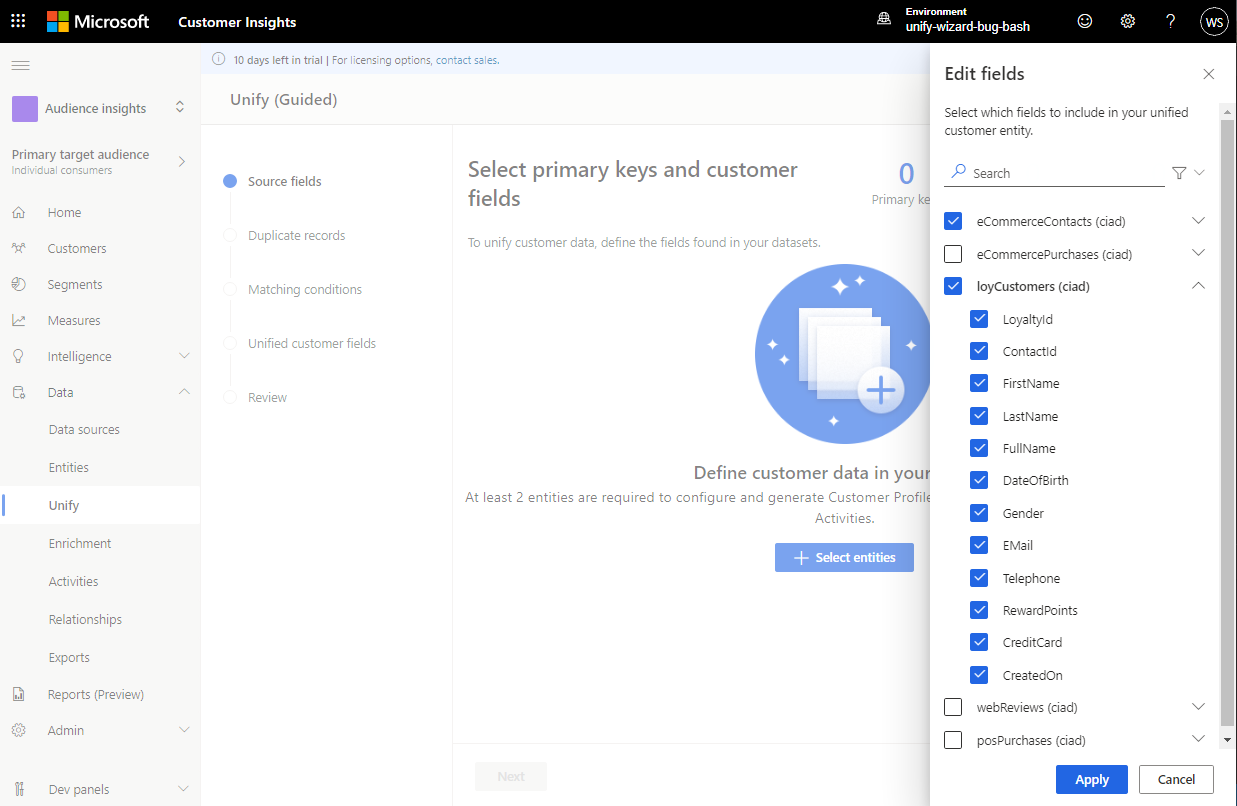 Microsoft
Customer Insights
Environment
unify-wizard-bug-bash
?
WS
10 days left in trial | For licensing options, contact sales.
Audience insights
Primary target audience
Individual consumers
Home
Customers
Segments
Measures
Intelligence
Data
Data sources
Entities
Unify
Enrichment
Activities
Relationships
Exports
Reports (Preview)
Admin
Dev panels
Unify (Guided)
Source fields
Duplicate records
Matching conditions
Unified customer fields
Review
Select primary keys and customer
fields
0
Primary ke
To unify customer data, define the fields found in your datasets.
Define customer data in your
At least 2 entities are required to configure and generate Customer Profile
Activities.
Select entities
Next
Edit fields
Select which fields to include in your unified
customer entity.
Search
eCommerceContacts (ciad)
eCommercePurchases (ciad)
loyCustomers (ciad)
LoyaltyId
ContactId
FirstName
LastName
FullName
DateOfBirth
Gender
EMail
Telephone
RewardPoints
CreditCard
CreatedOn
webReviews (ciad)
posPurchases (ciad)
Apply
Cancel